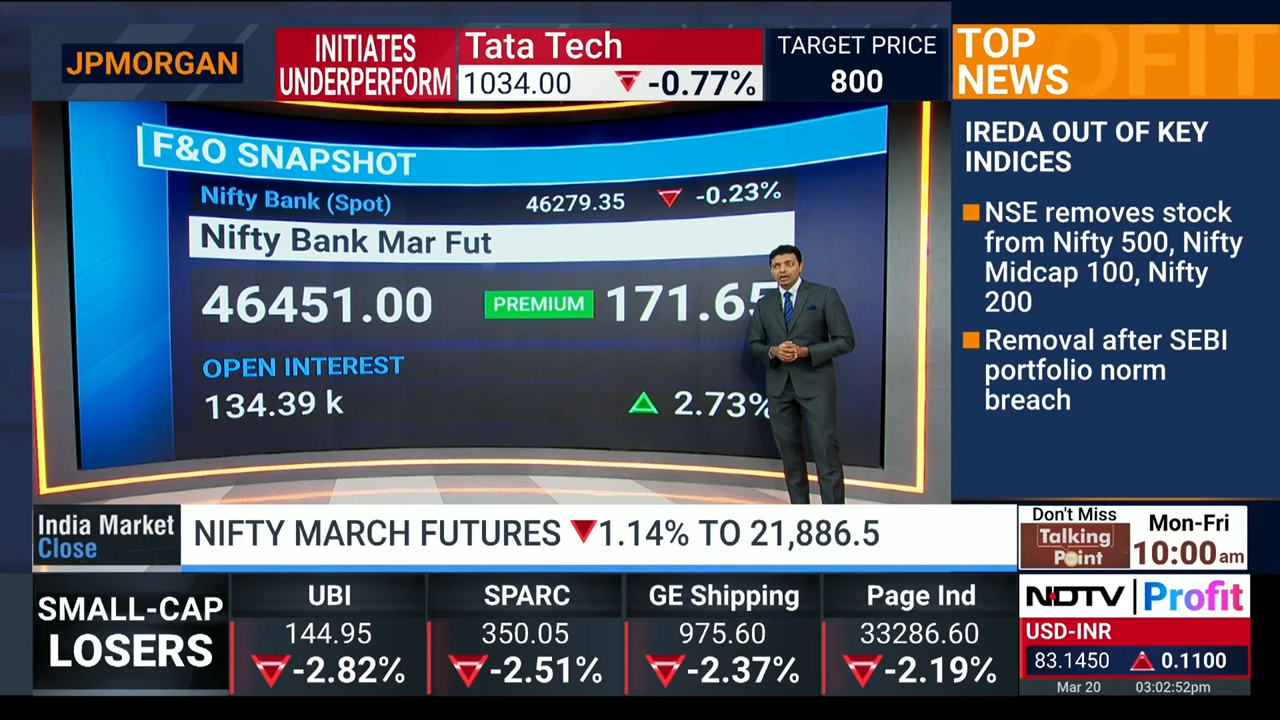 JPMORGAN
INITIATES
UNDERPERFORM
Tata Tech
1034.00 -0.77%
TARGET PRICE
800
TOP
NEWS
IREDA OUT OF KEY
INDICES
NSE removes stock
from Nifty 500, Nifty
Midcap 100, Nifty
200
Removal after SEBI
portfolio norm
breach
F&O SNAPSHOT
Nifty Bank (Spot) 46279.35 -0.23%
Nifty Bank Mar Fut
46451.00 PREMIUM 171.65
OPEN INTEREST
134.39 k 2.73%
India Market
Close
NIFTY MARCH FUTURES 1.14% TO 21,886.5
Don't Miss
Talking
Point
Mon-Fri
10:00am
SMALL-CAP
LOSERS
UBI
144.95
-2.82%
SPARC
350.05
-2.51%
GE Shipping
975.60
-2.37%
Page Ind
33286.60
-2.19%
NDTV Profit
USD-INR
83.1450 0.1100
Mar 20 03:02:52pm